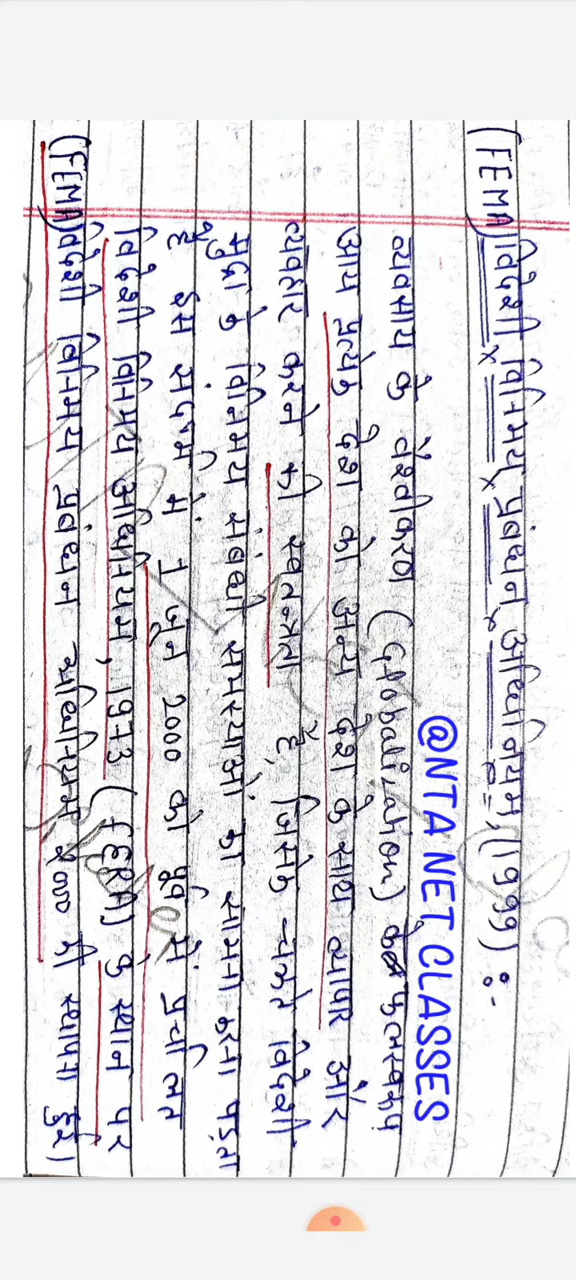 (FEMA) विदेशी विनिमय प्रबंधन अधिनियम, (1999) :-
@NTA NET CLASSES
व्यवसाय के वैश्वीकरण (Globalization) के फलस्वरूप
आय प्रत्येक देश को अन्य देशों के साथ व्यापार और
व्यवहार करने की स्वतन्त्रता है, जिसके चलते विदेशी
मुद्रा के विनिमय संबंधी समस्याओं का सामना करना पड़ता
है इस संदर्भ में 1 जून 2000 को पूर्व से प्रचलित
विदेशी विनिमय अधिनियम, 1973 (FERA) के स्थान पर
(FEMA) विदेशी विनिमय प्रबंधन अधिनियम 2000 की स्थापना हुई।